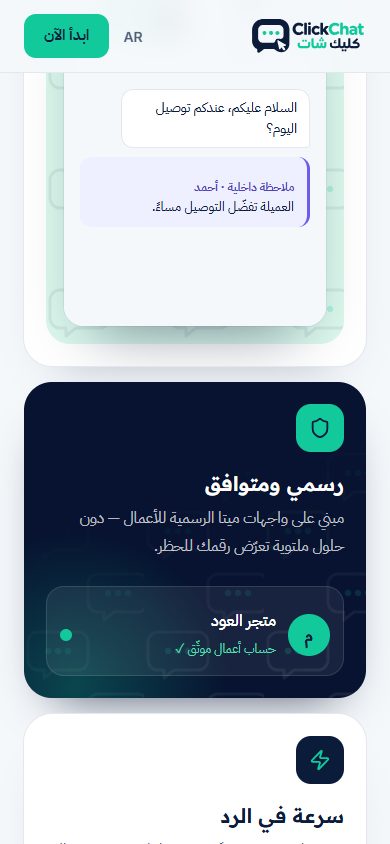 ClickChat
كليك شات
AR
ابدأ الآن
السلام عليكم، عندكم توصيل
اليوم؟
ملاحظة داخلية · أحمد
العميلة تفضّل التوصيل مساءً.
رسمي ومتوافق
مبني على واجهات ميتا الرسمية للأعمال — دون
حلول ملتوية تعرّض رقمك للحظر.
م
متجر العود
حساب أعمال موثّق ✓
سرعة في الرد